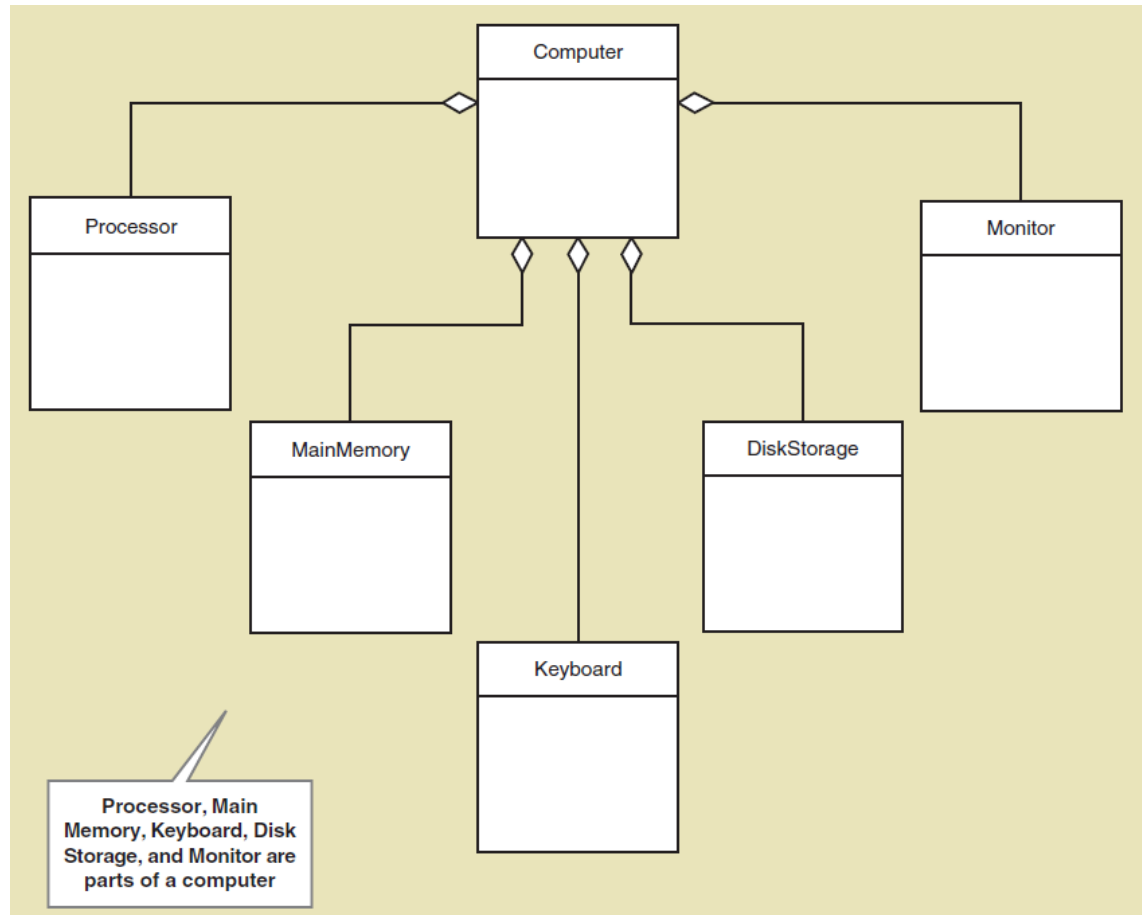 Computer
Processor
Monitor
MainMemory
DiskStorage
Keyboard
Processor, Main
Memory, Keyboard, Disk
Storage, and Monitor are
parts of a computer